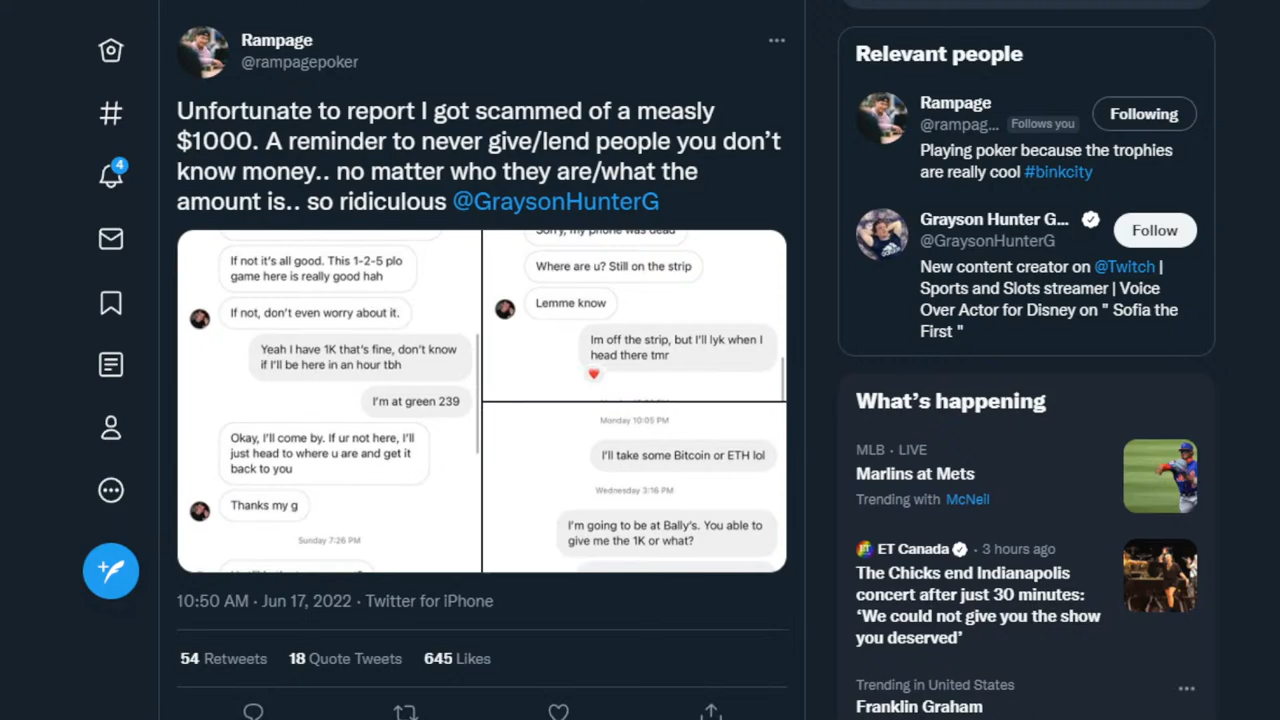 Rampage
@rampagepoker
Unfortunate to report I got scammed of a measly
$1000. A reminder to never give/lend people you don't
know money.. no matter who they are/what the
amount is.. so ridiculous @GraysonHunterG
If not it's all good. This 1-2-5 plo
game here is really good hah
If not, don't even worry about it.
Yeah I have 1K that's fine, don't know
if I'll be here in an hour tbh
I'm at green 239
Okay, I'll come by. If ur not here, I'll
just head to where u are and get it
back to you
Thanks my g
Sunday 7:26 PM
Sorry, my phone was dead
Where are u? Still on the strip
Lemme know
Im off the strip, but I'll lyk when I
head there tmr
Monday 10:05 PM
I'll take some Bitcoin or ETH lol
Wednesday 3:16 PM
I'm going to be at Bally's. You able to
give me the 1K or what?
10:50 AM · Jun 17, 2022 · Twitter for iPhone
54 Retweets 18 Quote Tweets 645 Likes
4
Relevant people
Rampage
@rampag... Follows you
Following
Playing poker because the trophies
are really cool #binkcity
Grayson Hunter G...
@GraysonHunterG
Follow
New content creator on @Twitch |
Sports and Slots streamer | Voice
Over Actor for Disney on " Sofia the
First "
What's happening
MLB · LIVE
Marlins at Mets
Trending with McNeil
ET Canada · 3 hours ago
The Chicks end Indianapolis
concert after just 30 minutes:
'We could not give you the show
you deserved'
Trending in United States
Franklin Graham